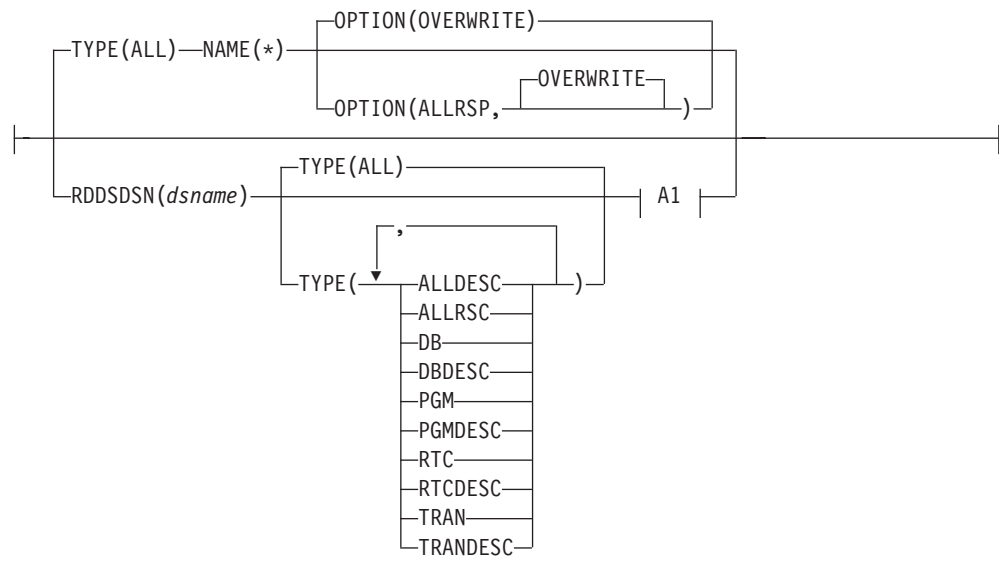 OPTION(OVERWRITE)
TYPE(ALL) NAME(*)
OVERWRITE
OPTION(ALLRSP, )
TYPE(ALL)
RDDSDSN(dsname) A1
,
TYPE( ALLDESC )
ALLRSC
DB
DBDESC
PGM
PGMDESC
RTC
RTCDESC
TRAN
TRANDESC